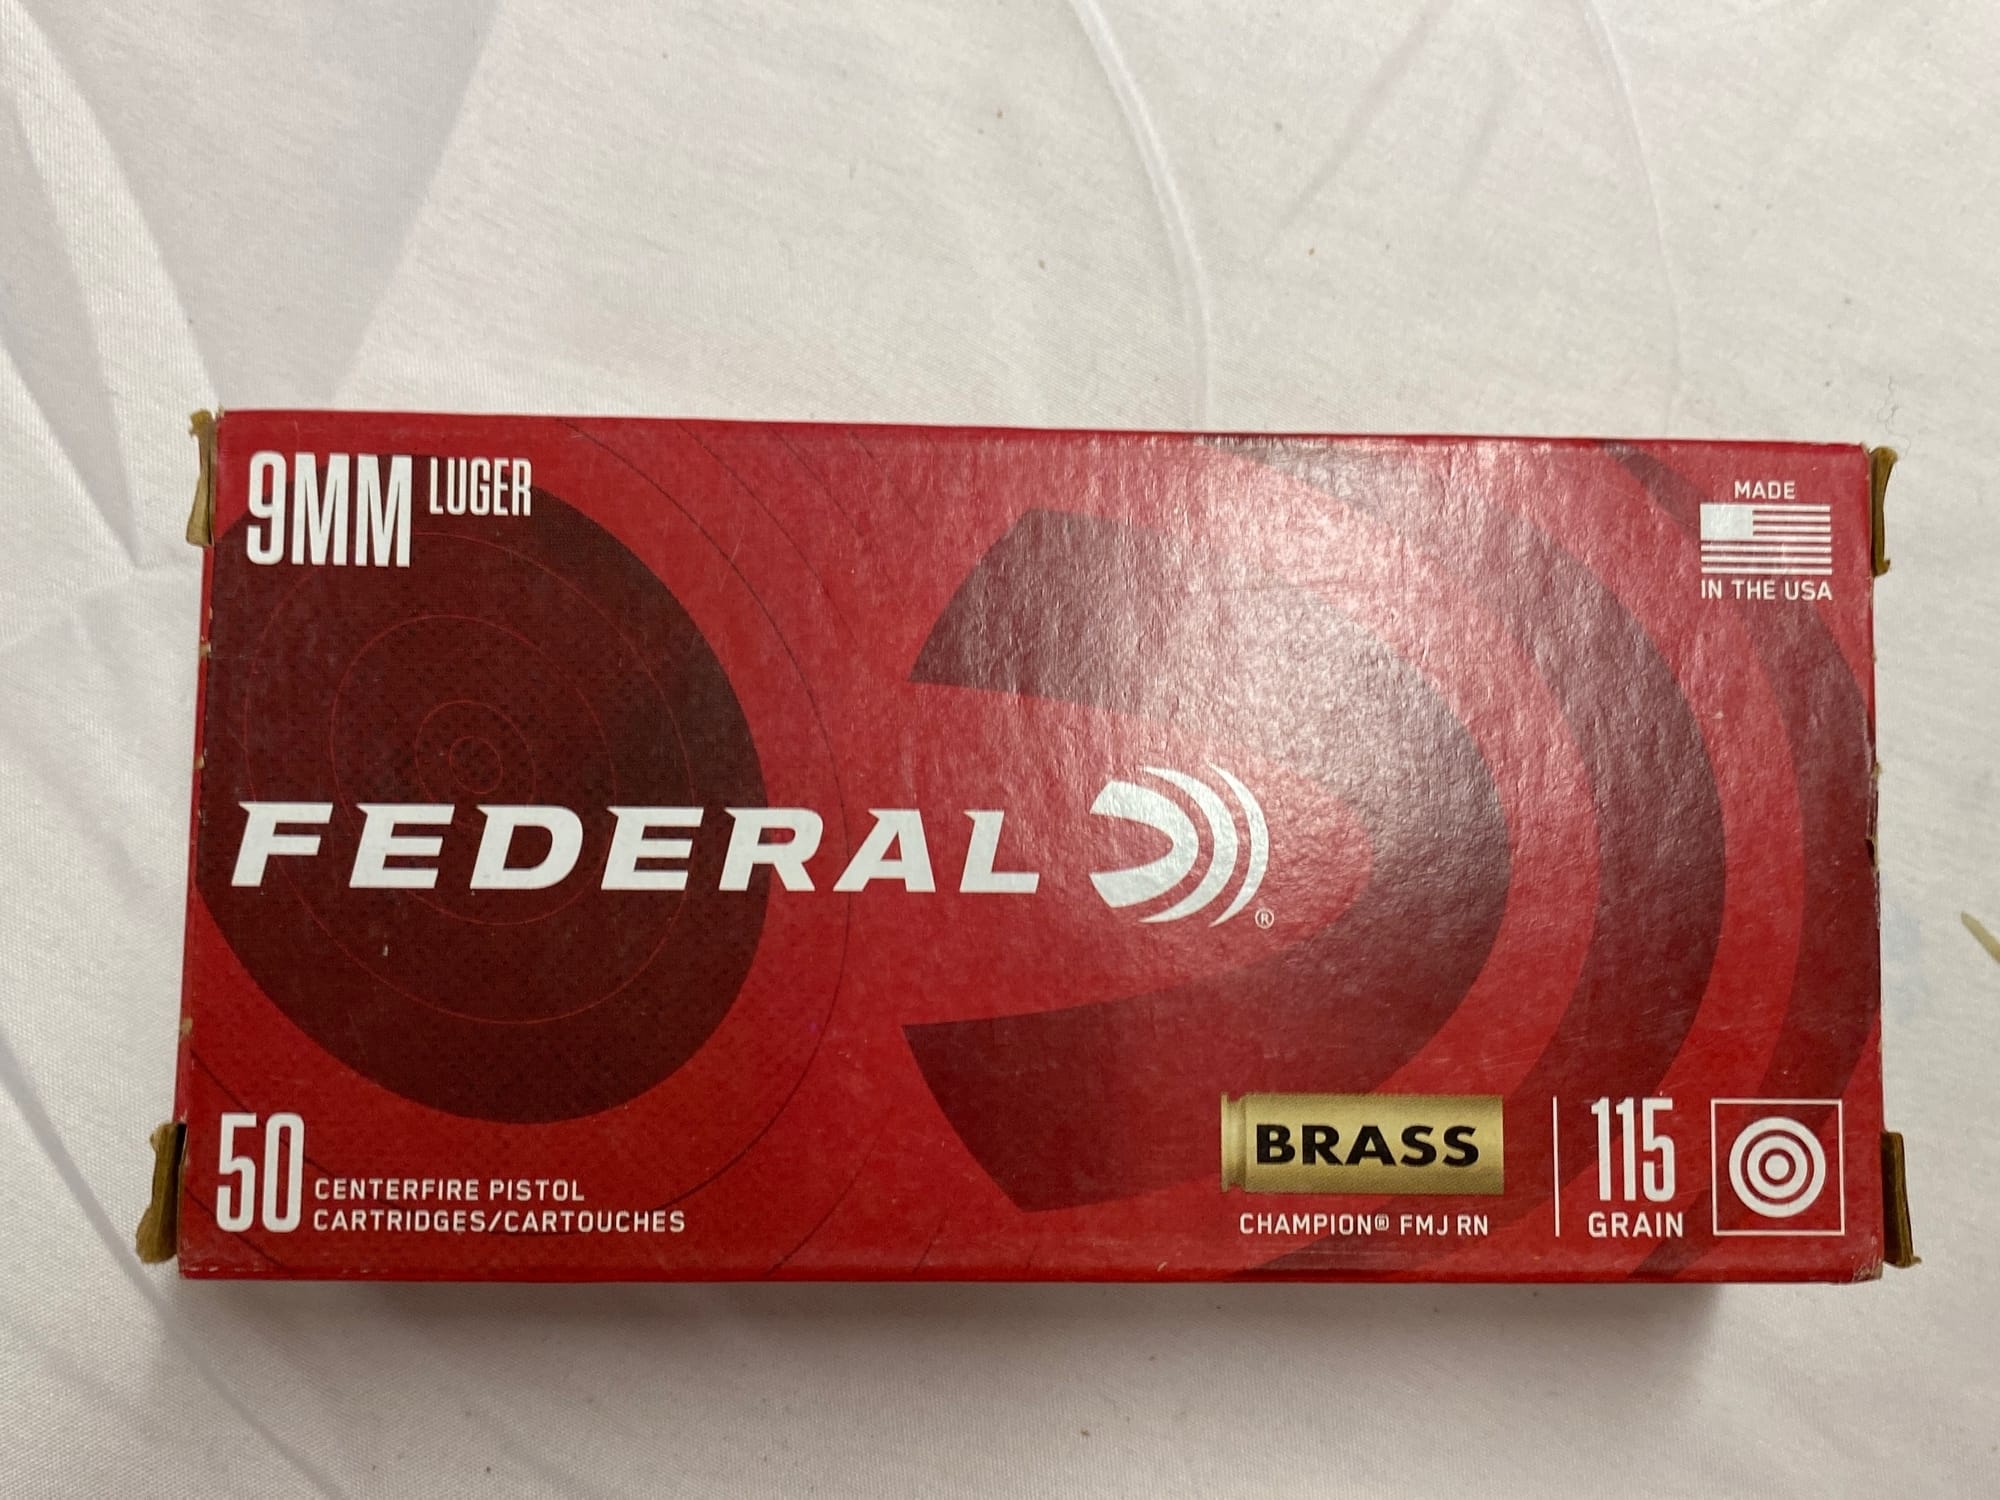 9MM LUGER
MADE
IN THE USA
FEDERAL ®
50 CENTERFIRE PISTOL
CARTRIDGES/CARTOUCHES
BRASS
CHAMPION® FMJ RN
115
GRAIN